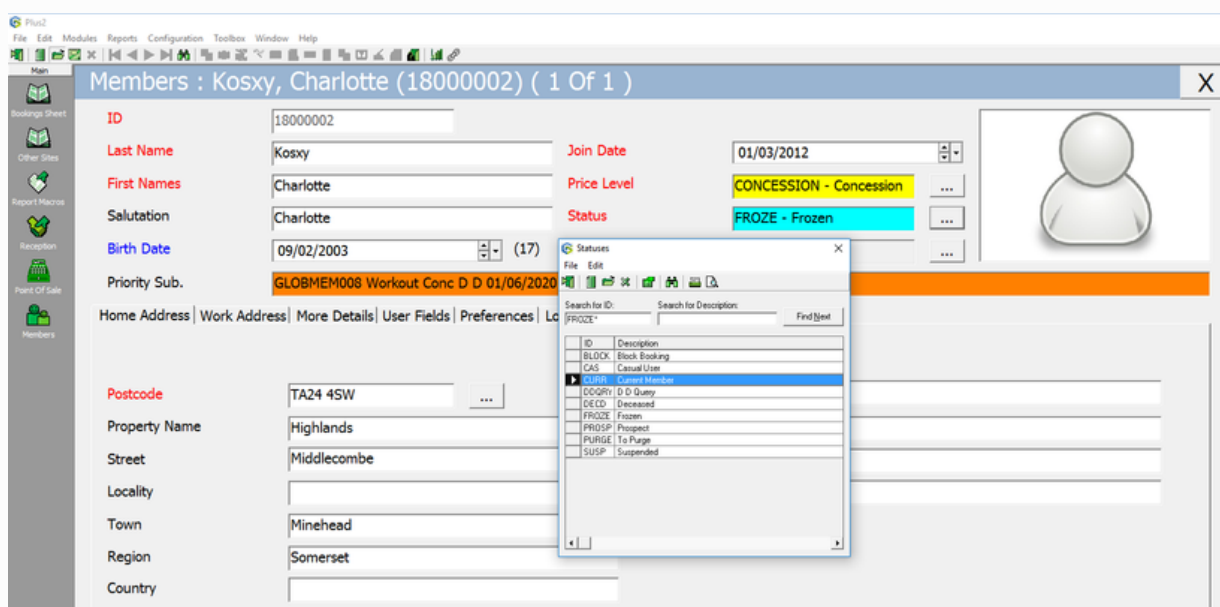 Plus2
File Edit Modules Reports Configuration Toolbox Window Help
Main
Members : Kosxy, Charlotte (18000002) ( 1 Of 1 )
X
Bookings Sheet
Other Sites
Report Macros
Reception
Point Of Sale
Members
ID 18000002
Last Name Kosxy Join Date 01/03/2012
First Names Charlotte Price Level CONCESSION - Concession ...
Salutation Charlotte Status FROZE - Frozen ...
Birth Date 09/02/2003 (17) ...
Priority Sub. GLOBMEM008 Workout Conc D D 01/06/2020
Home Address Work Address More Details User Fields Preferences Lo
Postcode TA24 4SW ...
Property Name Highlands
Street Middlecombe
Locality
Town Minehead
Region Somerset
Country
Statuses
File Edit
Search for ID: Search for Description:
FROZE* Find Next
ID Description
BLOCK Block Booking
CAS Casual User
CURR Current Member
DDQRY D D Query
DECD Deceased
FROZE Frozen
PROSP Prospect
PURGE To Purge
SUSP Suspended